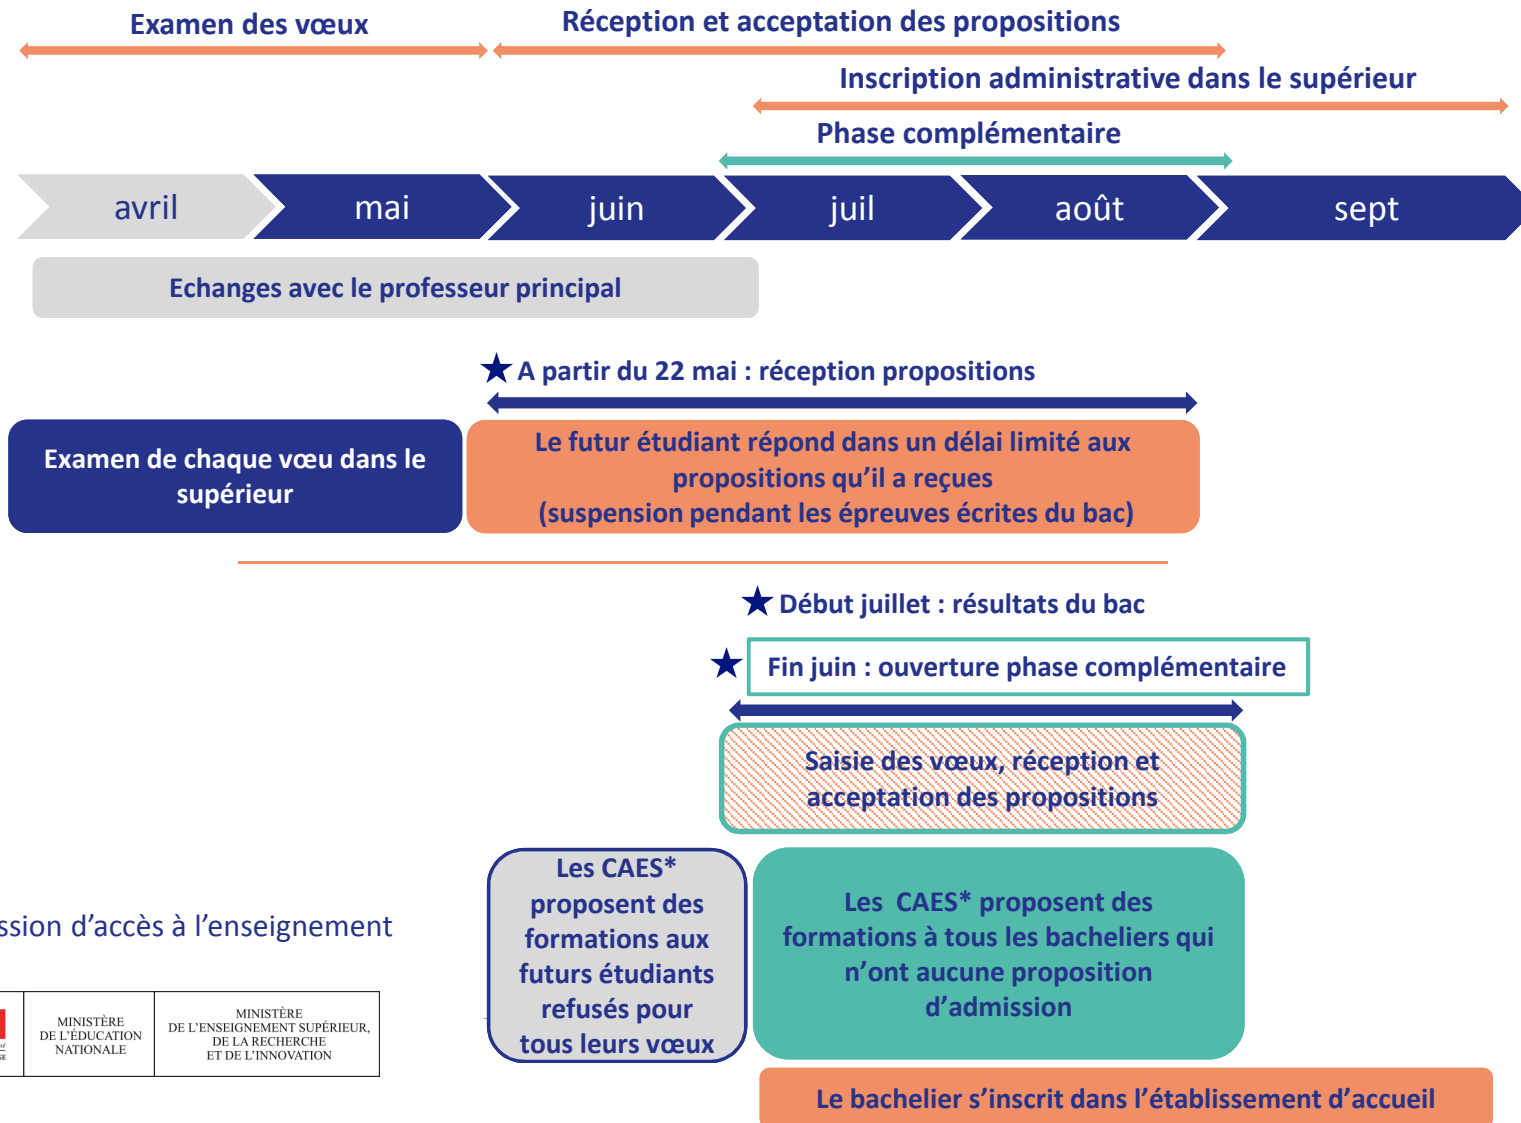 Examen des vœux
Réception et acceptation des propositions
Inscription administrative dans le supérieur
Phase complémentaire
avril
mai
juin
juil
août
sept
Echanges avec le professeur principal
A partir du 22 mai : réception propositions
Examen de chaque vœu dans le
supérieur
Le futur étudiant répond dans un délai limité aux
propositions qu’il a reçues
(suspension pendant les épreuves écrites du bac)
Début juillet : résultats du bac
Fin juin : ouverture phase complémentaire
Saisie des vœux, réception et
acceptation des propositions
Les CAES*
proposent des
formations aux
futurs étudiants
refusés pour
tous leurs vœux
Les CAES* proposent des
formations à tous les bacheliers qui
n’ont aucune proposition
d’admission
ssion d’accès à l’enseignement
MINISTÈRE
DE L’ÉDUCATION
NATIONALE
MINISTÈRE
DE L’ENSEIGNEMENT SUPÉRIEUR,
DE LA RECHERCHE
ET DE L’INNOVATION
Le bachelier s’inscrit dans l’établissement d’accueil